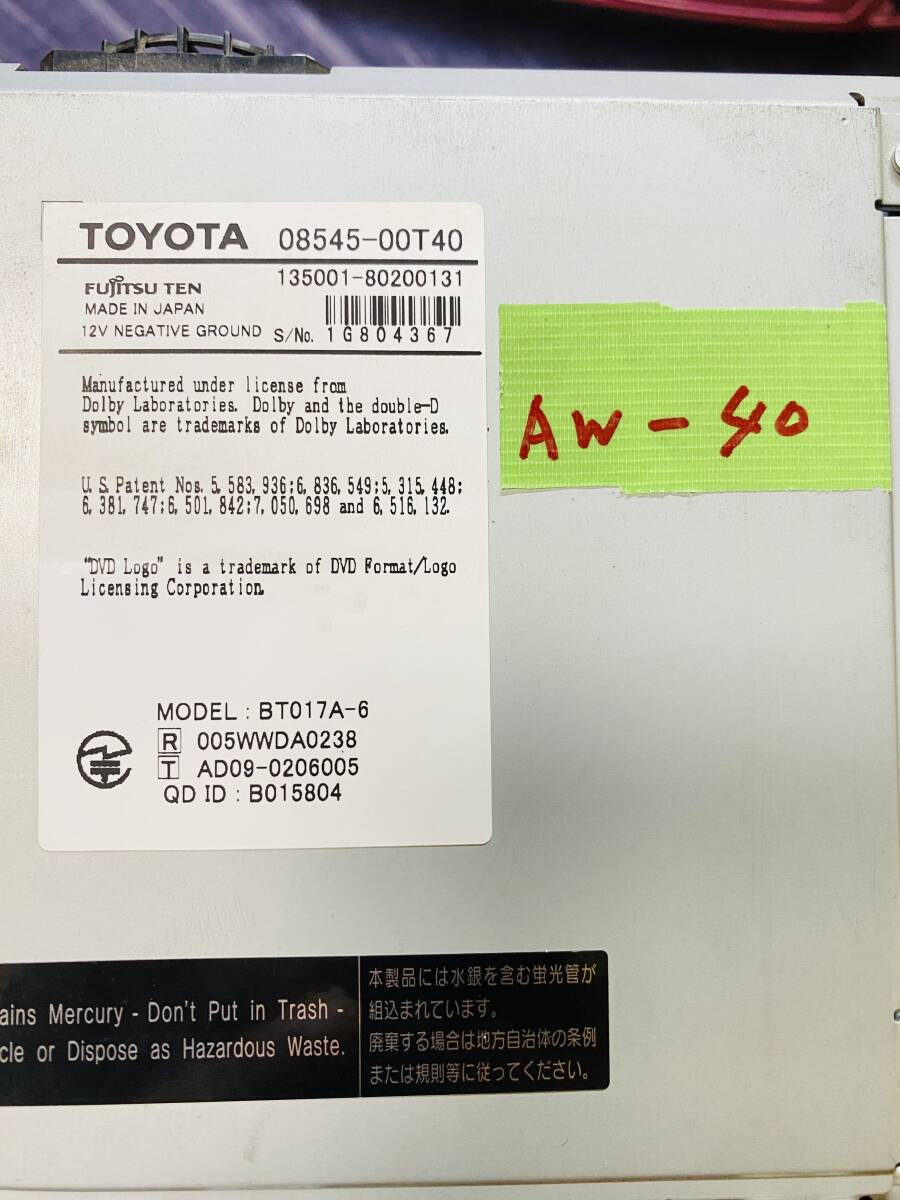 TOYOTA 08545-00T40
FUJITSU TEN 135001-80200131
MADE IN JAPAN
12V NEGATIVE GROUND S/No. 1G804367
Manufactured under license from
Dolby Laboratories. Dolby and the double-D
symbol are trademarks of Dolby Laboratories.
U.S.Patent Nos.5,583,936;6,836,549;5,315,448;
6,381,747;6,501,842;7,050,698 and 6,516,132.
"DVD Logo" is a trademark of DVD Format/Logo
Licensing Corporation.
MODEL : BT017A-6
R 005WWDA0238
T AD09-0206005
QD ID : B015804
AW-40
ains Mercury - Don't Put in Trash -
cle or Dispose as Hazardous Waste.
本製品には水銀を含む蛍光管が
組込まれています。
廃棄する場合は地方自治体の条例
または規則等に従ってください。